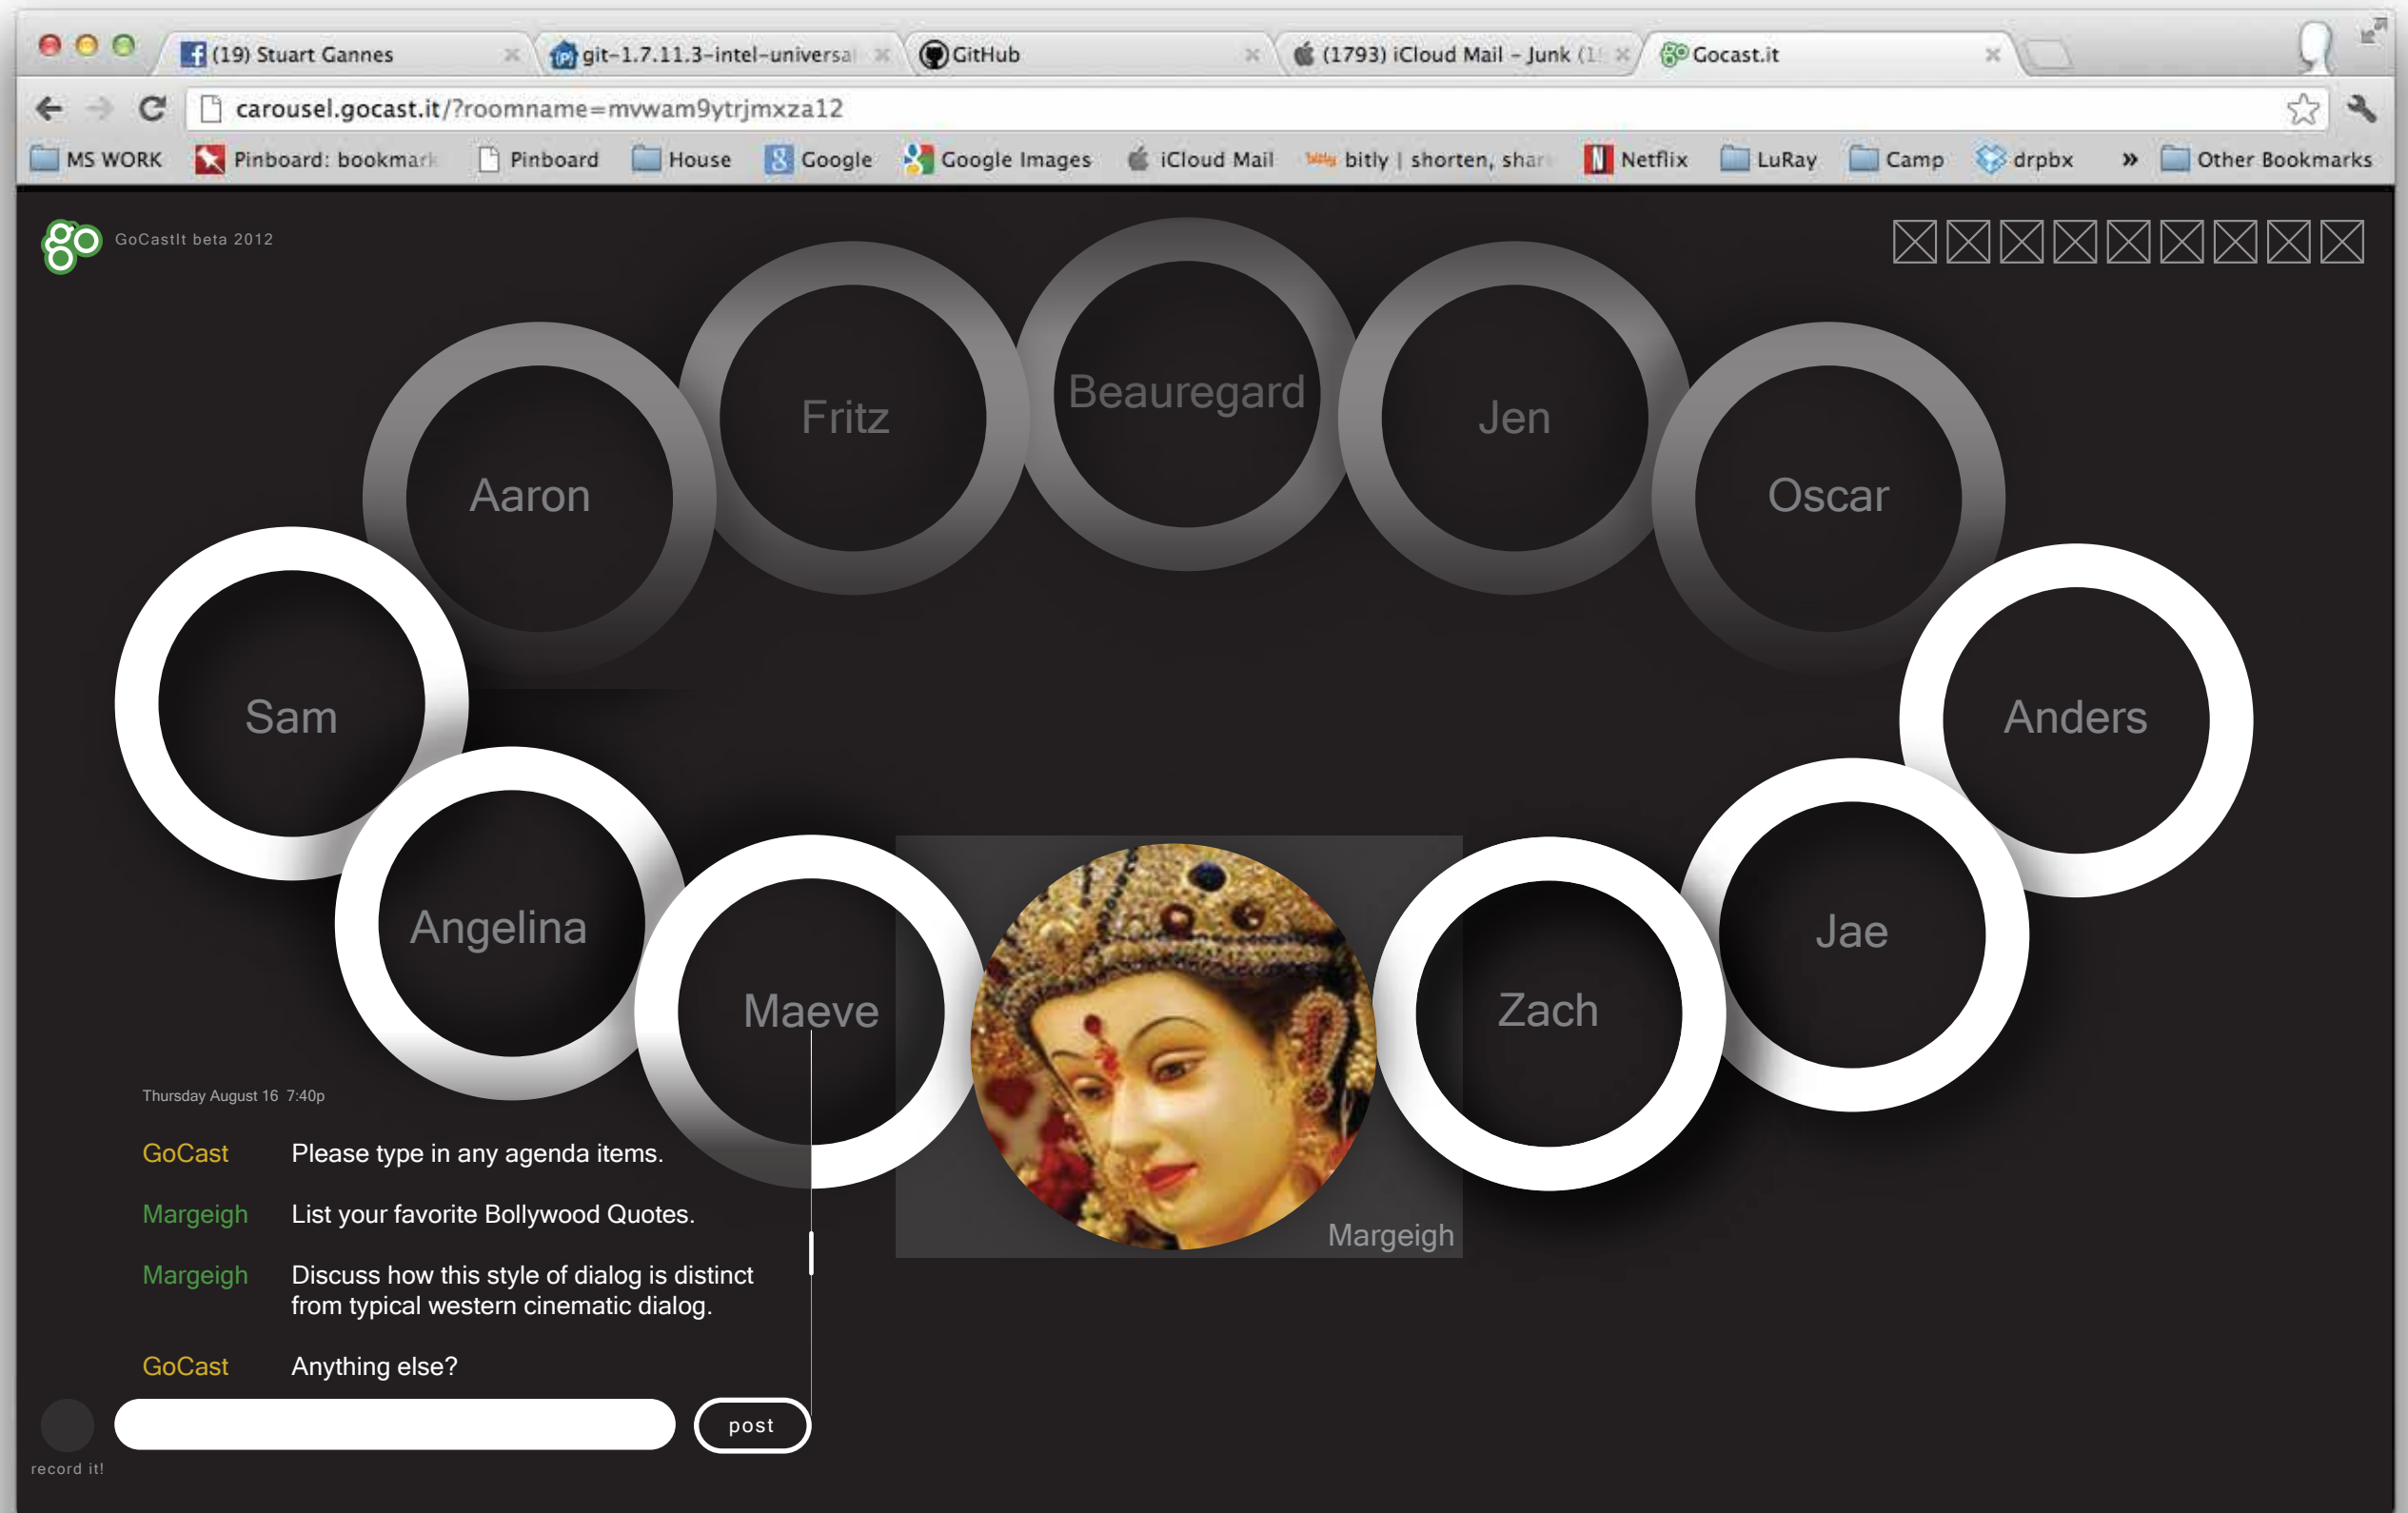 (19) Stuart Gannes
git-1.7.11.3-intel-universal
GitHub
(1793) iCloud Mail - Junk
Gocast.it
carousel.gocast.it/?roomname=mvwam9ytrjmxza12
MS WORK
Pinboard: bookmark
Pinboard
House
Google
Google Images
iCloud Mail
bitly | shorten, shar
Netflix
LuRay
Camp
drpbx
»
Other Bookmarks
go
GoCastIt beta 2012
Beauregard
Fritz
Jen
Aaron
Oscar
Sam
Anders
Angelina
Jae
Maeve
Zach
Margeigh
Thursday August 16 7:40p
GoCast Please type in any agenda items.
Margeigh List your favorite Bollywood Quotes.
Margeigh Discuss how this style of dialog is distinct
from typical western cinematic dialog.
GoCast Anything else?
post
record it!